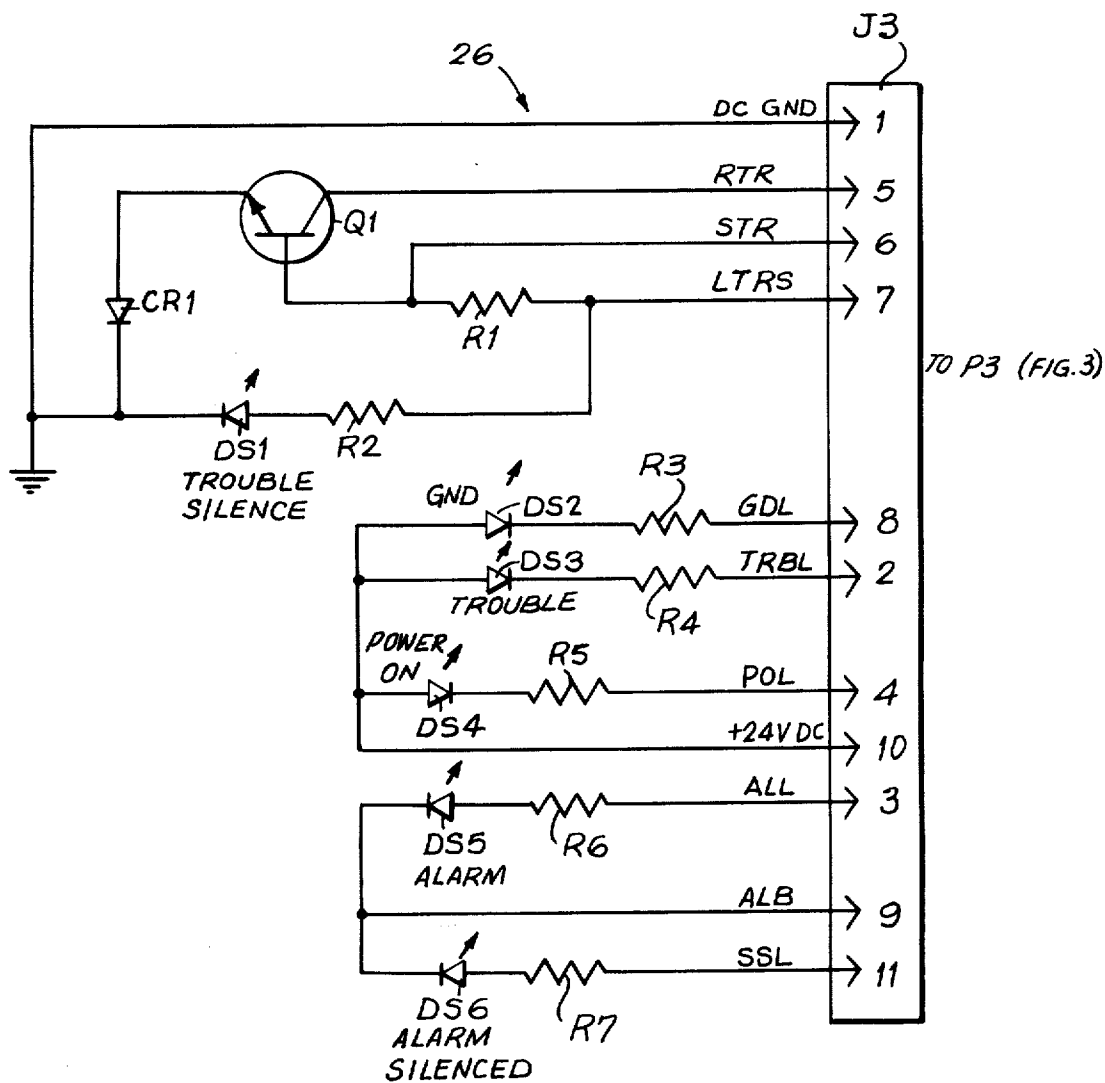 J3
26
DC GND 1
RTR 5
Q1
STR 6
LTRS 7
CR1
R1
TO P3 (FIG.3)
DS1
R2
TROUBLE
SILENCE
R3
GND DS2 GDL 8
DS3 TRBL 2
TROUBLE
R4
POWER
ON
R5
POL 4
DS4
+24V DC 10
ALL 3
DS5
R6
ALARM
ALB 9
SSL 11
DS6
R7
ALARM
SILENCED